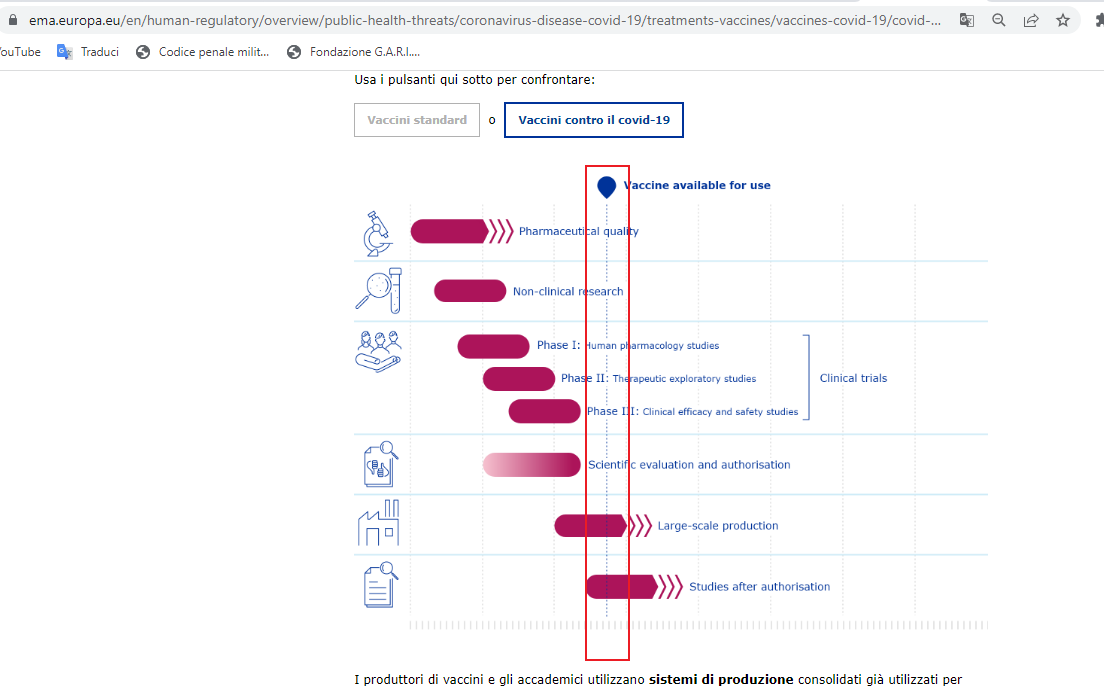 ema.europa.eu/en/human-regulatory/overview/public-health-threats/coronavirus-disease-covid-19/treatments-vaccines/vaccines-covid-19/covid-...
ouTube Traduci Codice penale milit... Fondazione G.A.R.I....
Usa i pulsanti qui sotto per confrontare:
Vaccini standard o Vaccini contro il covid-19
Vaccine available for use
Pharmaceutical quality
Non-clinical research
Phase I: Human pharmacology studies
Phase II: Therapeutic exploratory studies
Clinical trials
Phase III: Clinical efficacy and safety studies
Scientific evaluation and authorisation
Large-scale production
Studies after authorisation
I produttori di vaccini e gli accademici utilizzano sistemi di produzione consolidati già utilizzati per